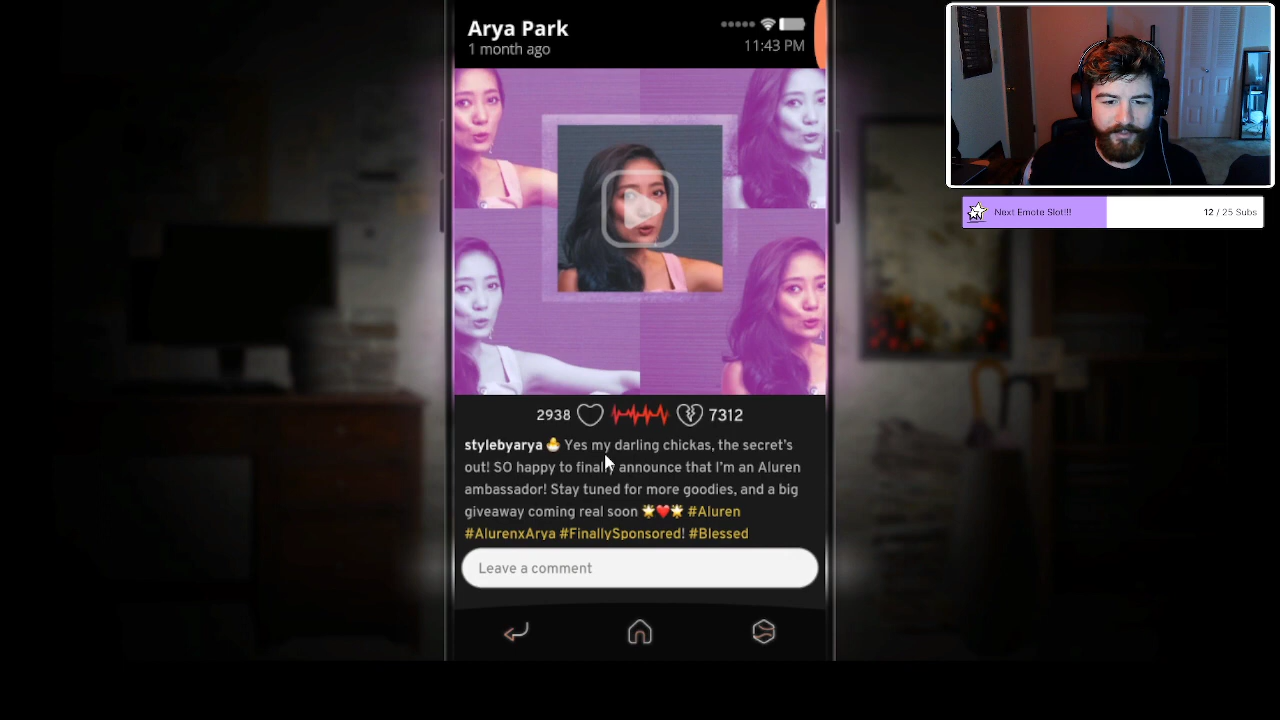 Arya Park
1 month ago
11:43 PM
2938
7312
stylebyarya 🐣 Yes my darling chickas, the secret's
out! SO happy to finally announce that I'm an Aluren
ambassador! Stay tuned for more goodies, and a big
giveaway coming real soon 🌟❤️🌟 #Aluren
#AlurenxArya #FinallySponsored! #Blessed
Leave a comment
Next Emote Slot!!!
12 / 25 Subs